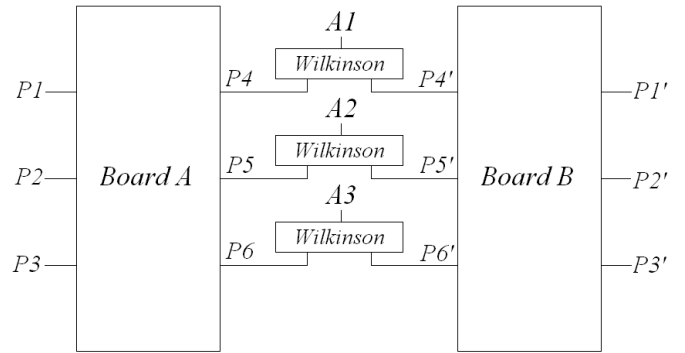 A1
Wilkinson
P1 P4 P4' P1'
A2
Wilkinson
P2 Board A P5 P5' Board B P2'
A3
Wilkinson
P3 P6 P6' P3'